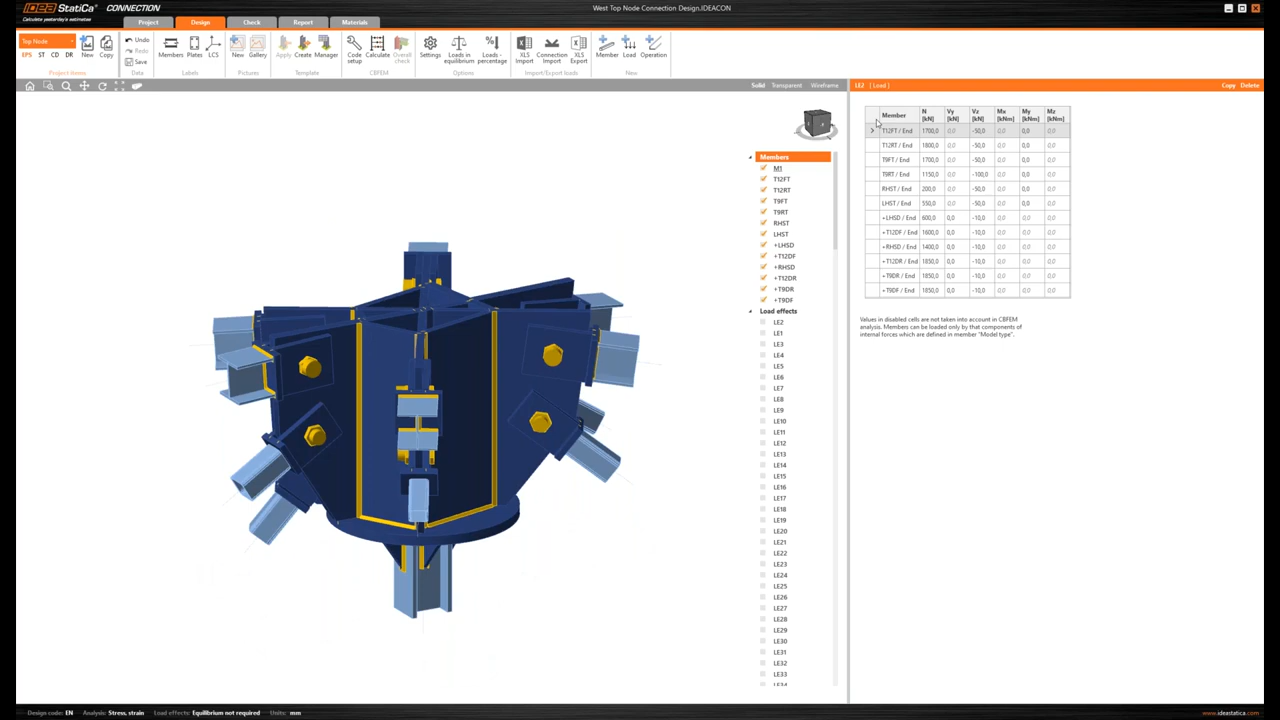 IDEA StatiCa® CONNECTION
Calculate yesterday's estimates
West Top Node Connection Design.IDEACON
Project Design Check Report Materials
Top Node
EPS ST CD DR
New Copy
Undo
Redo
Save
Members Plates LCS
New Gallery
Apply Create Manager
Code setup Calculate Overall check
Settings Loads in equilibrium Loads - percentage
XLS Import Connection Import XLS Export
Member Load Operation
Project items Data Labels Pictures Template CBFEM Options Import/Export loads New
Solid Transparent Wireframe
LE2 [ Load ] Copy Delete
Member N [kN] Vy [kN] Vz [kN] Mx [kNm] My [kNm] Mz [kNm]
> T12FT / End 1700,0 0,0 -50,0 0,0 0,0 0,0
T12RT / End 1800,0 0,0 -50,0 0,0 0,0 0,0
T9FT / End 1700,0 0,0 -50,0 0,0 0,0 0,0
T9RT / End 1150,0 0,0 -100,0 0,0 0,0 0,0
RHST / End 200,0 0,0 -50,0 0,0 0,0 0,0
LHST / End 550,0 0,0 -50,0 0,0 0,0 0,0
+LHSD / End 600,0 0,0 -10,0 0,0 0,0 0,0
+T12DF / End 1600,0 0,0 -10,0 0,0 0,0 0,0
+RHSD / End 1400,0 0,0 -10,0 0,0 0,0 0,0
+T12DR / End 1850,0 0,0 -10,0 0,0 0,0 0,0
+T9DR / End 1850,0 0,0 -10,0 0,0 0,0 0,0
+T9DF / End 1850,0 0,0 -10,0 0,0 0,0 0,0
Values in disabled cells are not taken into account in CBFEM
analysis. Members can be loaded only by that components of
internal forces which are defined in member "Model type".
Members
M1
T12FT
T12RT
T9FT
T9RT
RHST
LHST
+LHSD
+T12DF
+RHSD
+T12DR
+T9DR
+T9DF
Load effects
LE2
LE1
LE3
LE4
LE5
LE6
LE7
LE8
LE9
LE10
LE11
LE12
LE13
LE14
LE15
LE16
LE17
LE18
LE19
LE20
LE21
LE22
LE23
LE24
LE25
LE26
LE27
LE28
LE29
LE30
LE31
LE32
LE33
LE34
Design code: EN Analysis: Stress, strain Load effects: Equilibrium not required Units: mm
www.ideastatica.com